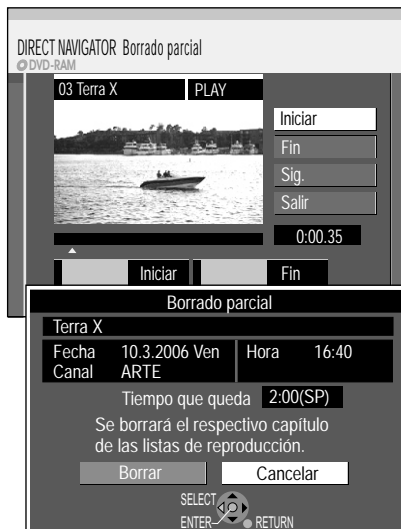 DIRECT NAVIGATOR Borrado parcial
DVD-RAM
03 Terra X PLAY
Iniciar
Fin
Sig.
Salir
0:00.35
Iniciar Fin
Borrado parcial
Terra X
Fecha 10.3.2006 Ven Hora 16:40
Canal ARTE
Tiempo que queda 2:00(SP)
Se borrará el respectivo capítulo
de las listas de reproducción.
Borrar Cancelar
SELECT
ENTER RETURN